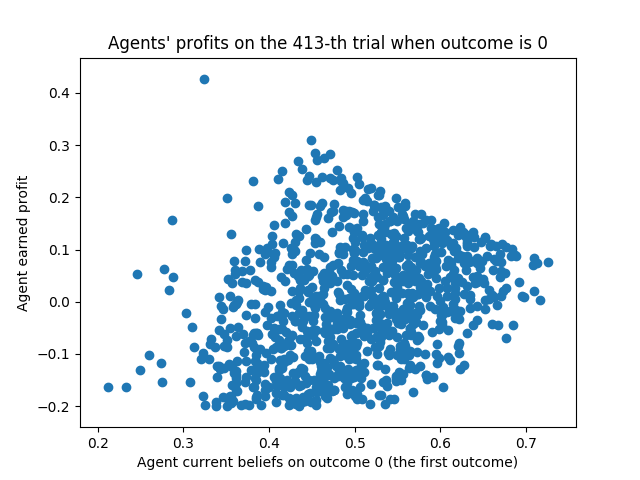 Agents' profits on the 413-th trial when outcome is 0
0.4
0.3
0.2
0.1
0.0
−0.1
−0.2
Agent earned profit
0.2 0.3 0.4 0.5 0.6 0.7
Agent current beliefs on outcome 0 (the first outcome)